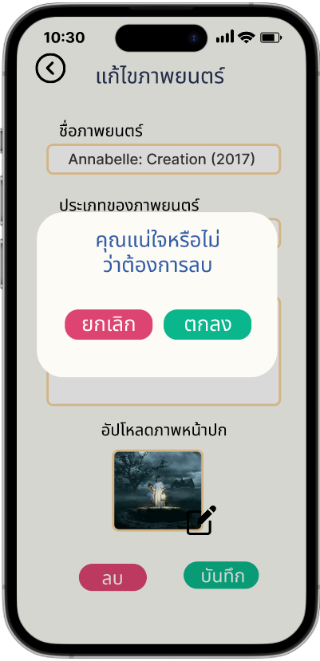 10:30
แก้ไขภาพยนตร์
ชื่อภาพยนตร์
Annabelle: Creation (2017)
ประเภทของภาพยนตร์
คุณแน่ใจหรือไม่
ว่าต้องการลบ
ยกเลิก ตกลง
อัปโหลดภาพหน้าปก
ลบ บันทึก